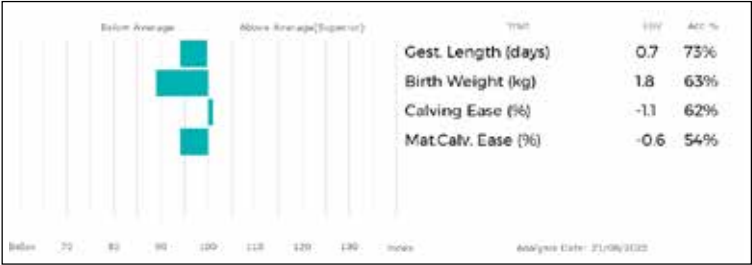 Below Average Above Average(Superior) Trait EBV Acc %
Gest. Length (days) 0.7 73%
Birth Weight (kg) 1.8 63%
Calving Ease (%) -1.1 62%
Mat.Calv. Ease (%) -0.6 54%
70 80 90 100 110 120 130 Index
Analysis Date: 21/08/2022